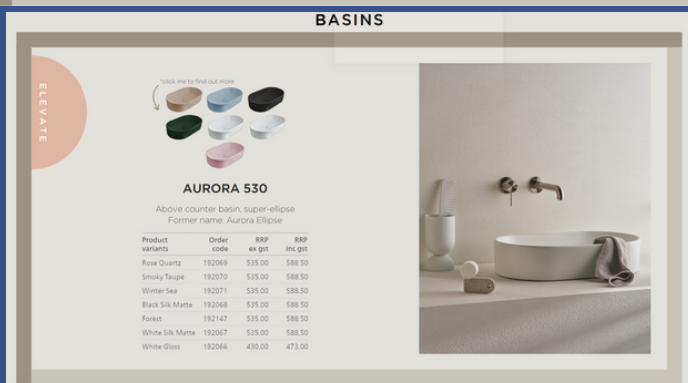 BASINS
ELEVATE
*click me to find out more
AURORA 530
Above counter basin, super-ellipse
Former name: Aurora Ellipse
Product variants Order code RRP ex gst RRP inc gst
Rose Quartz 192069 535.00 588.50
Smoky Taupe 192070 535.00 588.50
Winter Sea 192071 535.00 588.50
Black Silk Matte 192068 535.00 588.50
Forest 192147 535.00 588.50
White Silk Matte 192067 535.00 588.50
White Gloss 192066 430.00 473.00